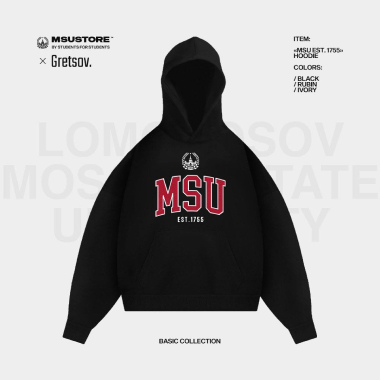 MSUSTORE™
BY STUDENTS FOR STUDENTS
× Gretsov.
ITEM:
«MSU EST. 1755»
HOODIE
COLORS:
/ BLACK
/ RUBIN
/ IVORY
LOMONOSOV
MOSCOW STATE
UNIVERSITY
MSU
EST.1755
BASIC COLLECTION